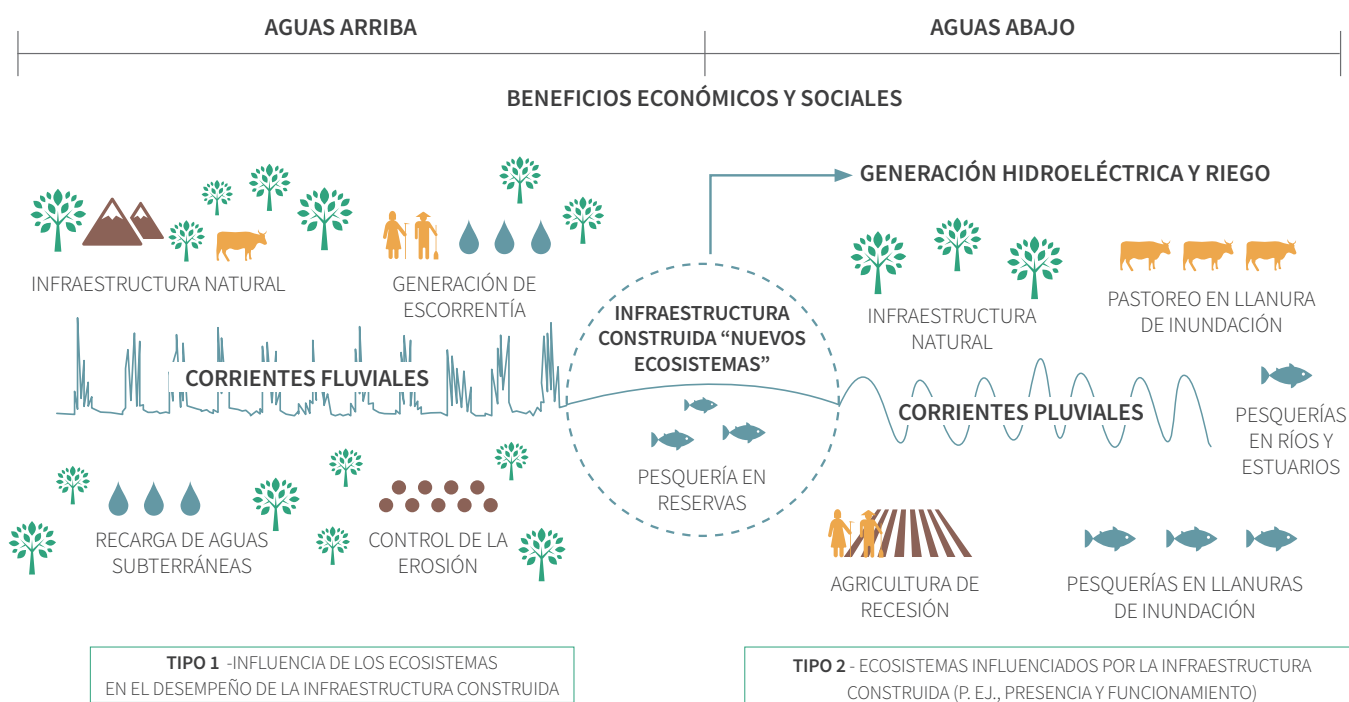 AGUAS ARRIBA
AGUAS ABAJO
BENEFICIOS ECONÓMICOS Y SOCIALES
GENERACIÓN HIDROELÉCTRICA Y RIEGO
INFRAESTRUCTURA NATURAL
GENERACIÓN DE
ESCORRENTÍA
INFRAESTRUCTURA
CONSTRUIDA “NUEVOS
ECOSISTEMAS”
INFRAESTRUCTURA
NATURAL
PASTOREO EN LLANURA
DE INUNDACIÓN
CORRIENTES FLUVIALES
CORRIENTES PLUVIALES
PESQUERÍA EN
RESERVAS
PESQUERÍAS
EN RÍOS Y
ESTUARIOS
RECARGA DE AGUAS
SUBTERRÁNEAS
CONTROL DE LA
EROSIÓN
AGRICULTURA DE
RECESIÓN
PESQUERÍAS EN LLANURAS
DE INUNDACIÓN
TIPO 1 -INFLUENCIA DE LOS ECOSISTEMAS
EN EL DESEMPEÑO DE LA INFRAESTRUCTURA CONSTRUIDA
TIPO 2 - ECOSISTEMAS INFLUENCIADOS POR LA INFRAESTRUCTURA
CONSTRUIDA (P. EJ., PRESENCIA Y FUNCIONAMIENTO)